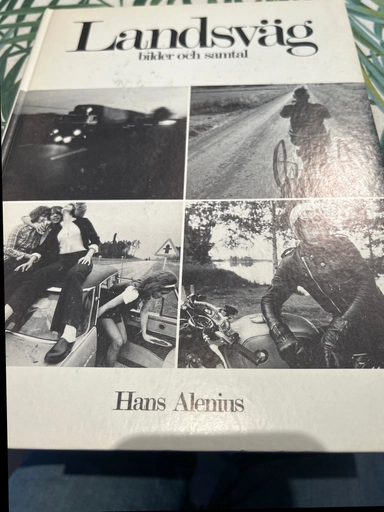 Landsväg
bilder och samtal
Hans Alenius